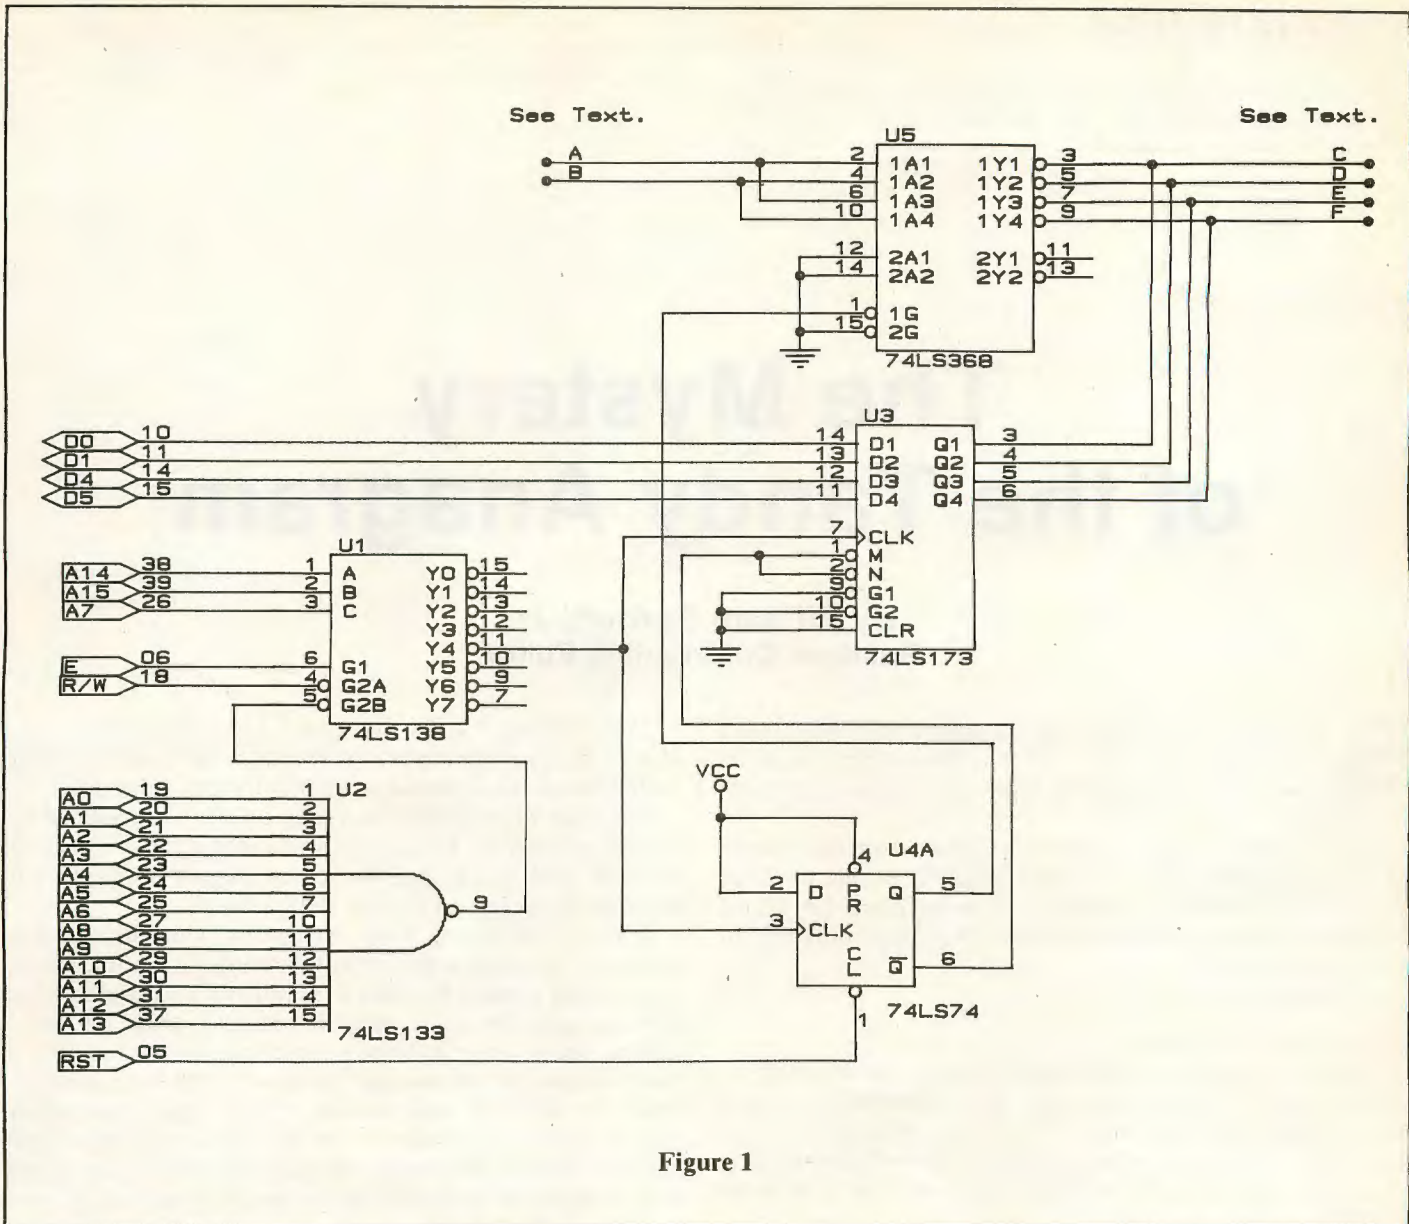 See Text.
See Text.
U5
A
B
2 1A1 1Y1 3 C
4 1A2 1Y2 5 D
6 1A3 1Y3 7 E
10 1A4 1Y4 9 F
12 2A1 2Y1 11
14 2A2 2Y2 13
1 1G
15 2G
74LS368
U3
D0 10 14 D1 Q1 3
D1 11 13 D2 Q2 4
D4 14 12 D3 Q3 5
D5 15 11 D4 Q4 6
7 CLK
1 M
2 N
9 G1
10 G2
15 CLR
74LS173
U1
A14 38 1 A Y0 15
A15 39 2 B Y1 14
A7 26 3 C Y2 13
Y3 12
Y4 11
E 06 6 G1 Y5 10
R/W 18 4 G2A Y6 9
5 G2B Y7 7
74LS138
VCC
U2
A0 19 1
A1 20 2
A2 21 3
A3 22 4
A4 23 5
A5 24 6
A6 25 7
A8 27 10
A9 28 11
A10 29 12
A11 30 13
A12 31 14
A13 37 15
9
74LS133
RST 05
U4A
4
2 D PR Q 5
3 CLK
CL Q̅ 6
1
74LS74
Figure 1
The Mystery
of the Tandy Anagram